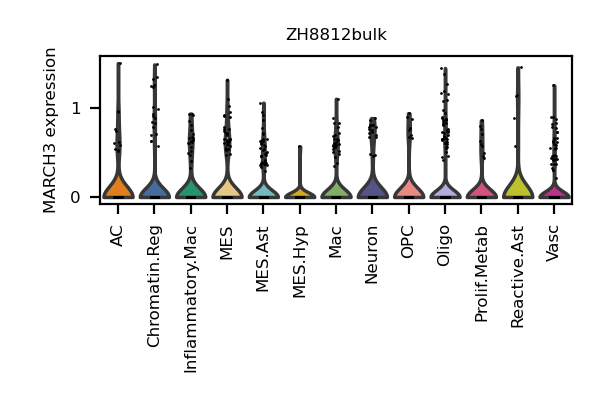 ZH8812bulk
MARCH3 expression
1
0
AC
Chromatin.Reg
Inflammatory.Mac
MES
MES.Ast
MES.Hyp
Mac
Neuron
OPC
Oligo
Prolif.Metab
Reactive.Ast
Vasc